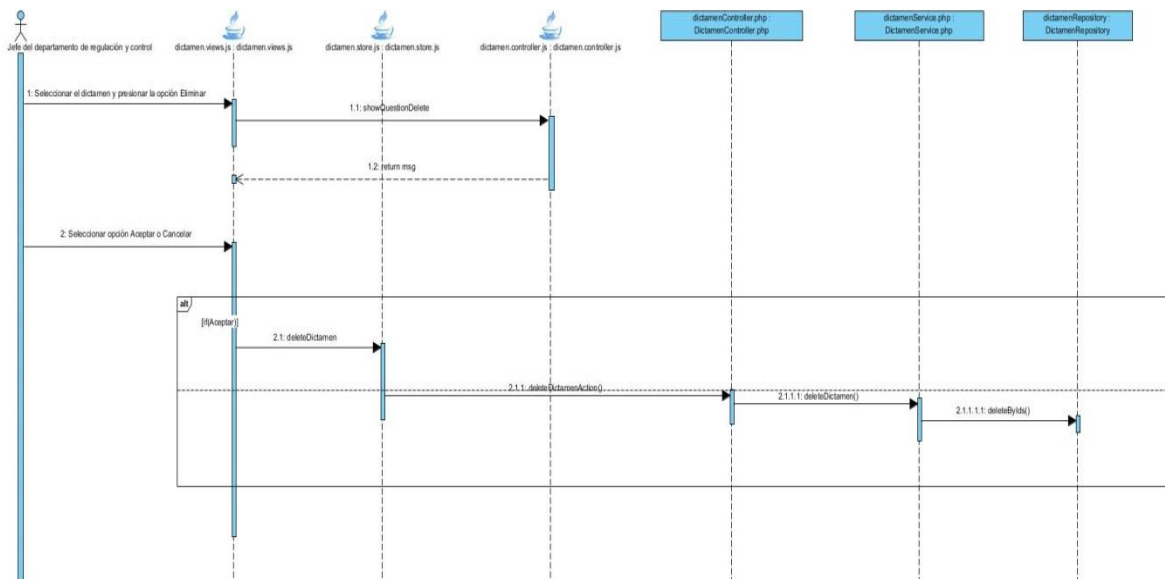 Jefe del departamento de regulación y control
dictamen.views.js : dictamen.views.js
dictamen.store.js : dictamen.store.js
dictamen.controller.js : dictamen.controller.js
dictamenController.php :
DictamenController.php
dictamenService.php :
DictamenService.php
dictamenRepository :
DictamenRepository
1: Seleccionar el dictamen y presionar la opción Eliminar
1.1: showQuestionDelete
1.2: return msg
2: Seleccionar opción Aceptar o Cancelar
alt
[if(Aceptar)]
2.1: deleteDictamen
2.1.1: deleteDictamenAction()
2.1.1.1: deleteDictamen()
2.1.1.1.1: deleteByIds()